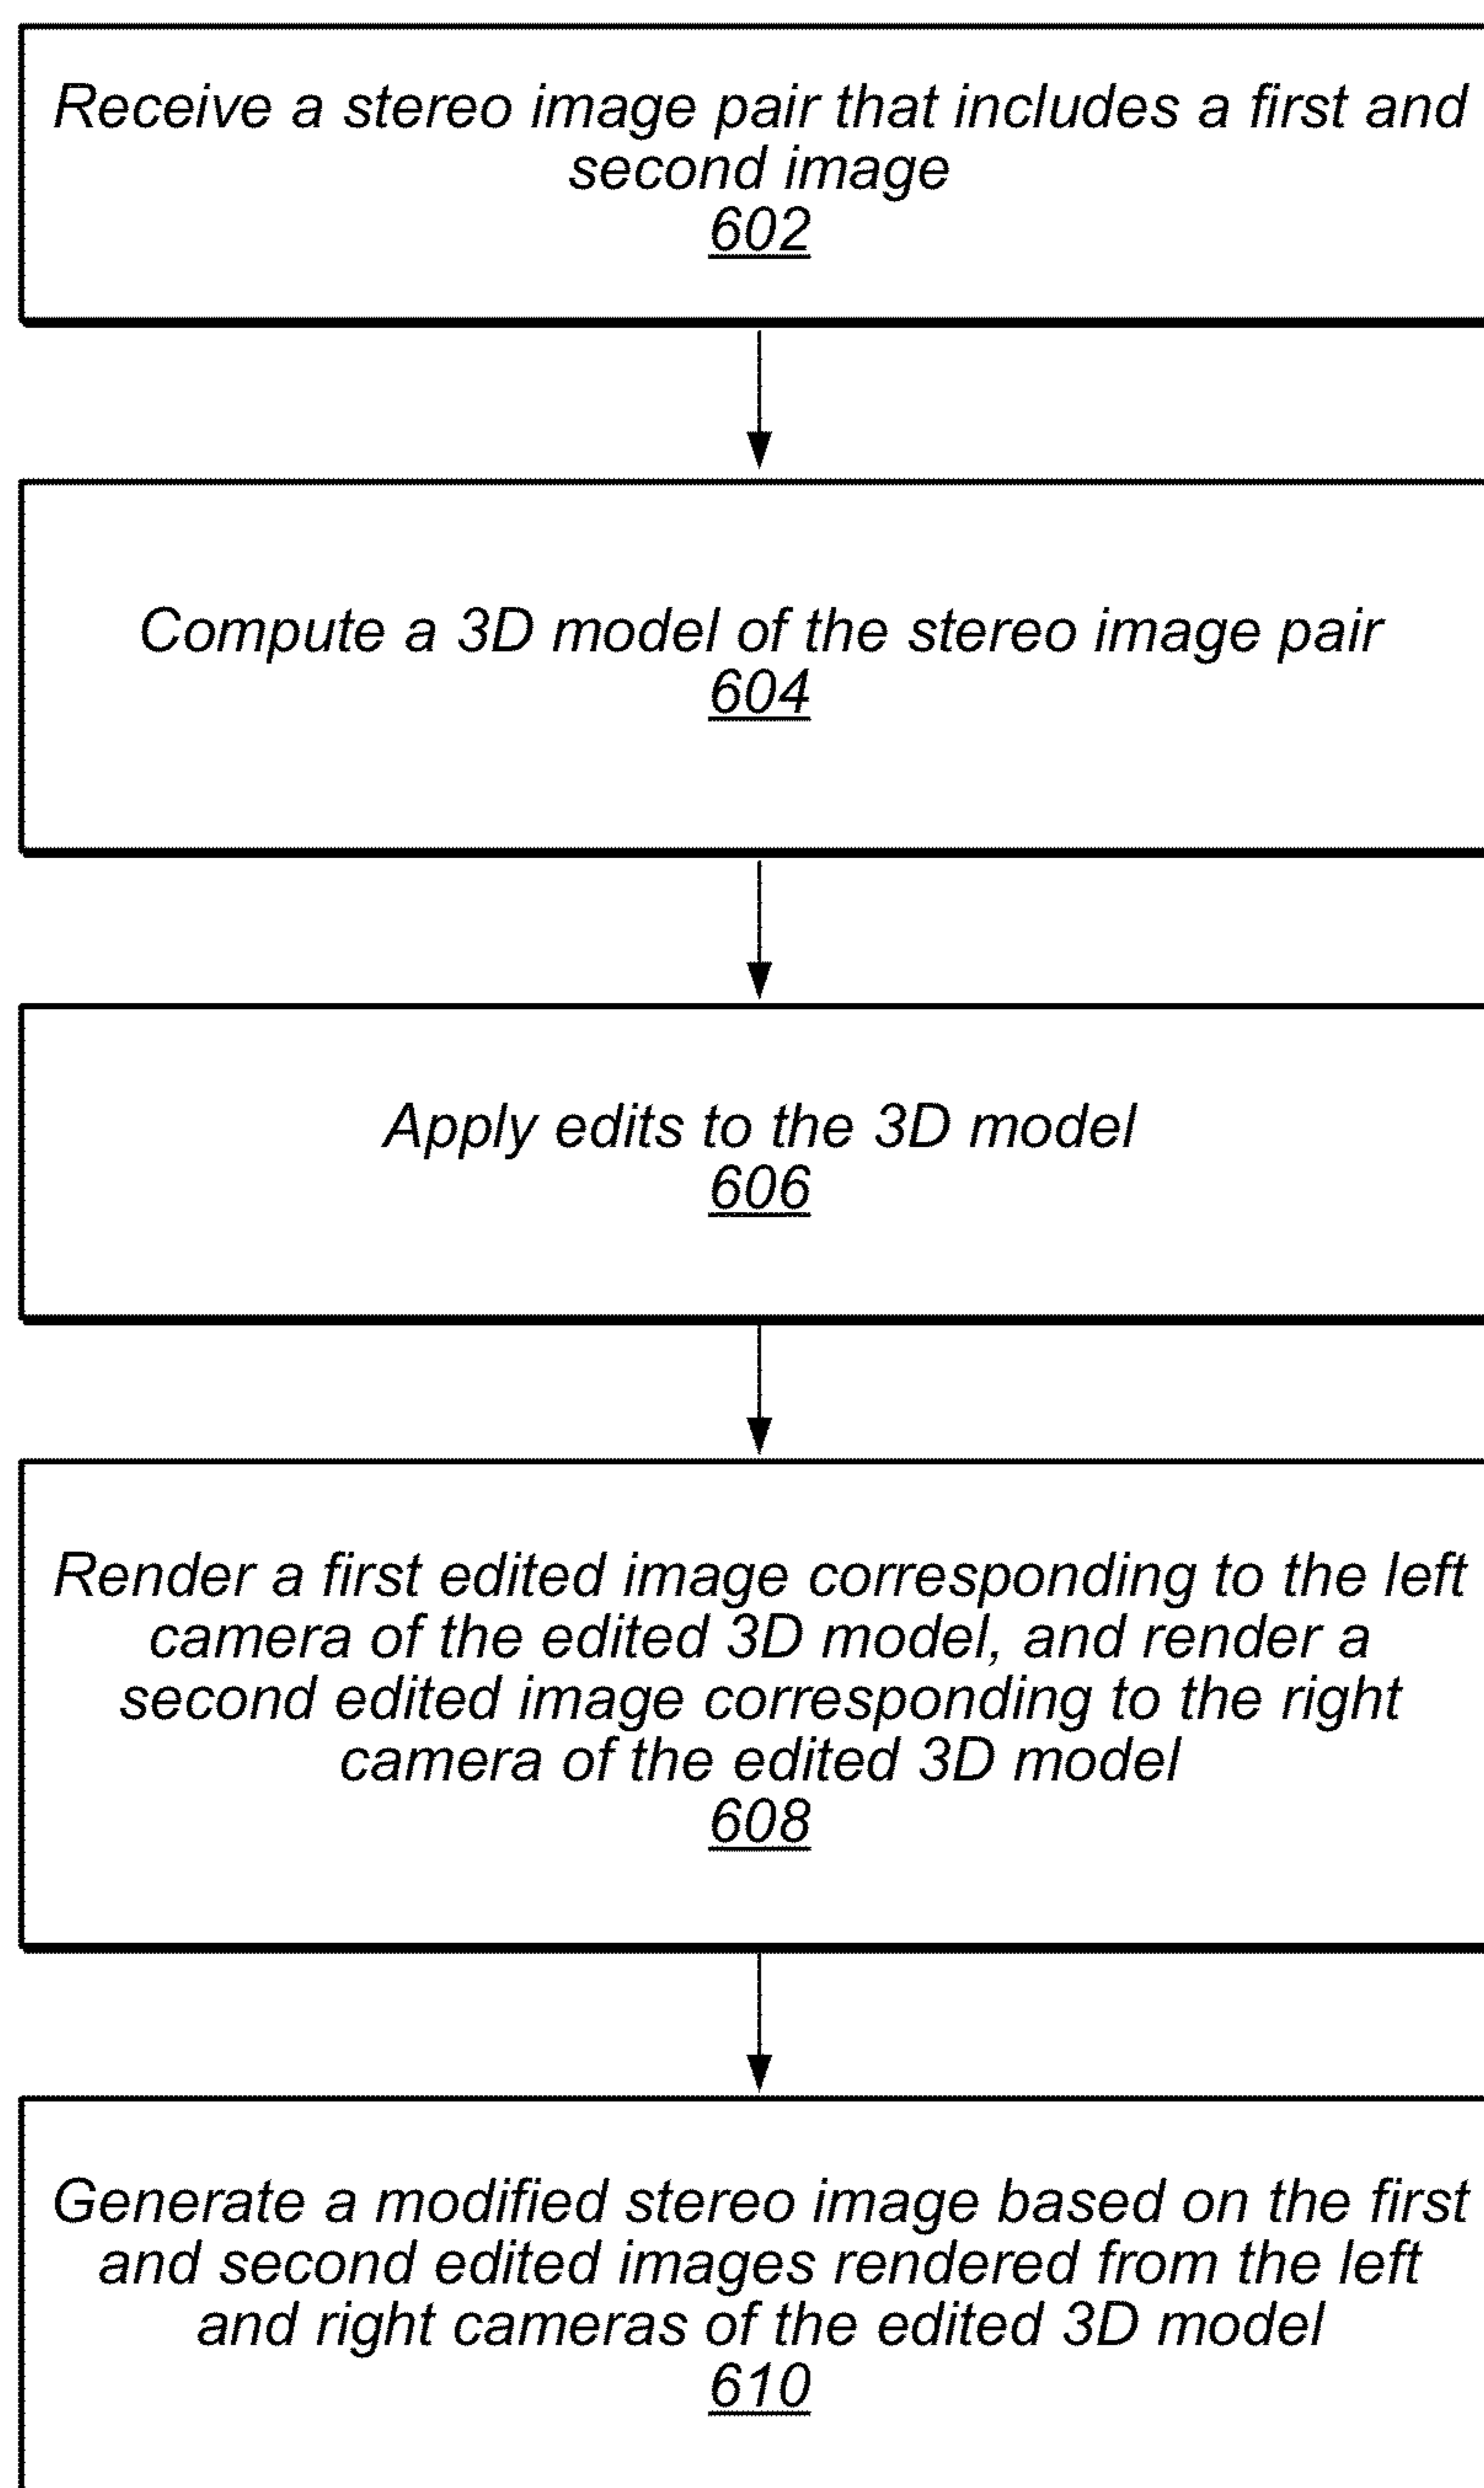 Receive a stereo image pair that includes a first and
second image
602
Compute a 3D model of the stereo image pair
604
Apply edits to the 3D model
606
Render a first edited image corresponding to the left
camera of the edited 3D model, and render a
second edited image corresponding to the right
camera of the edited 3D model
608
Generate a modified stereo image based on the first
and second edited images rendered from the left
and right cameras of the edited 3D model
610